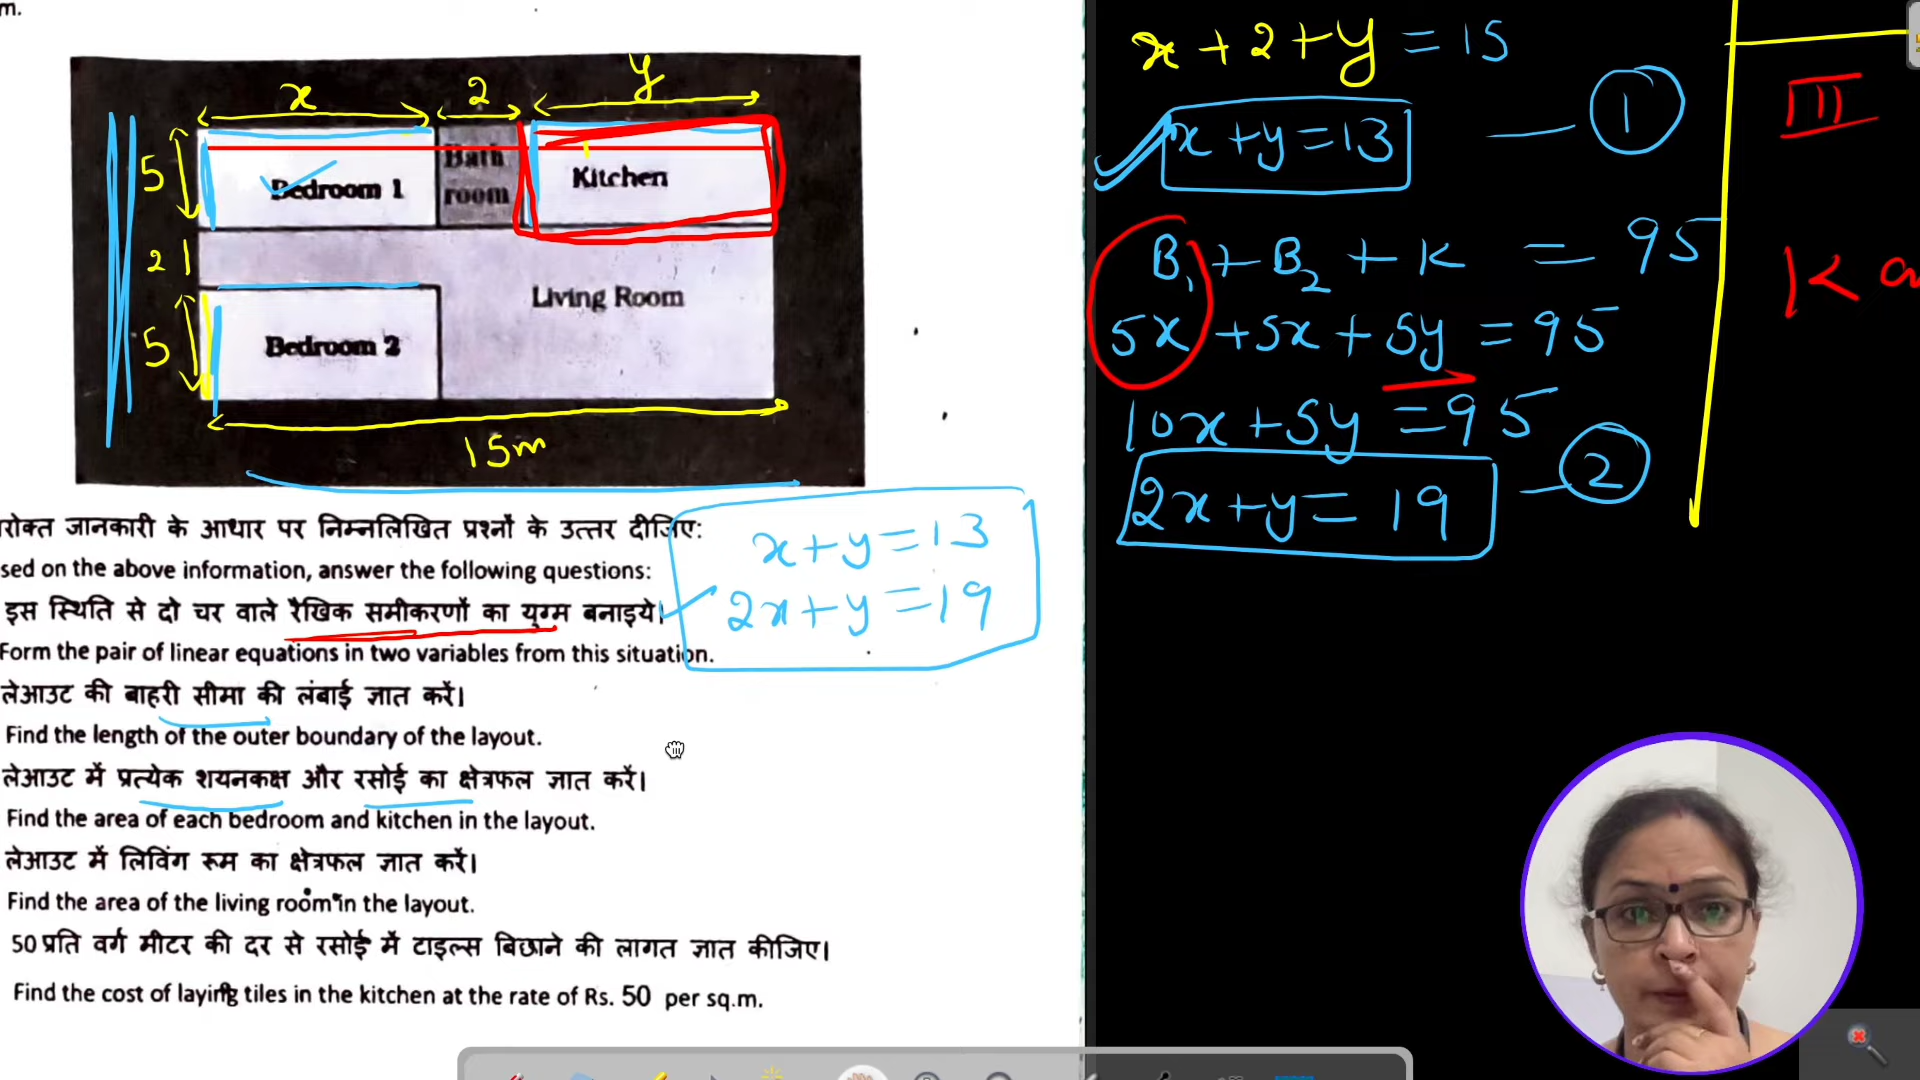 m.
x 2 y
5
Bedroom 1
Bath
room
Kitchen
2
Living Room
5
Bedroom 2
15m
रोक्त जानकारी के आधार पर निम्नलिखित प्रश्नों के उत्तर दीजिए:
sed on the above information, answer the following questions:
इस स्थिति से दो चर वाले रैखिक समीकरणों का युग्म बनाइये।
Form the pair of linear equations in two variables from this situation.
लेआउट की बाहरी सीमा की लंबाई ज्ञात करें।
Find the length of the outer boundary of the layout.
लेआउट में प्रत्येक शयनकक्ष और रसोई का क्षेत्रफल ज्ञात करें।
Find the area of each bedroom and kitchen in the layout.
लेआउट में लिविंग रूम का क्षेत्रफल ज्ञात करें।
Find the area of the living room in the layout.
50 प्रति वर्ग मीटर की दर से रसोई में टाइल्स बिछाने की लागत ज्ञात कीजिए।
Find the cost of laying tiles in the kitchen at the rate of Rs. 50 per sq.m.
x+y=13
2x+y=19
x+2+y=15
x+y=13 — 1
B1+B2+K = 95
5x+5x+5y=95
10x+5y=95
2x+y=19 — 2
III
K